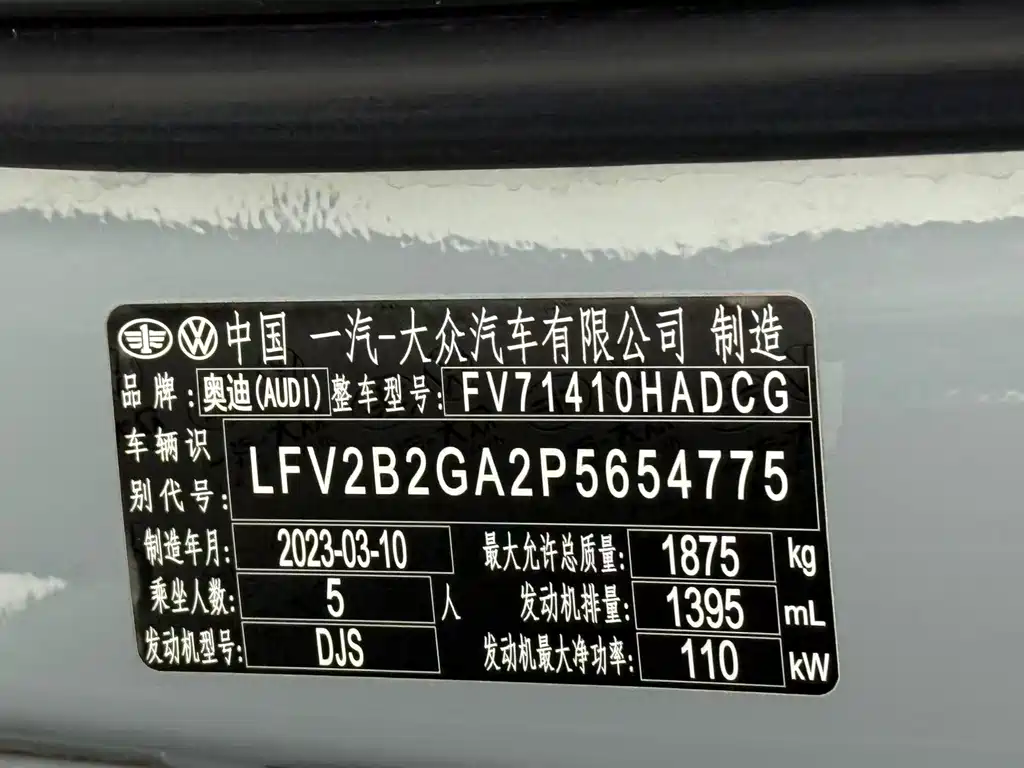 中国 一汽-大众汽车有限公司 制造
品牌: 奥迪(AUDI) 整车型号: FV71410HADCG
车辆识别代号: LFV2B2GA2P5654775
制造年月: 2023-03-10 最大允许总质量: 1875 kg
乘坐人数: 5 人 发动机排量: 1395 mL
发动机型号: DJS 发动机最大净功率: 110 kW